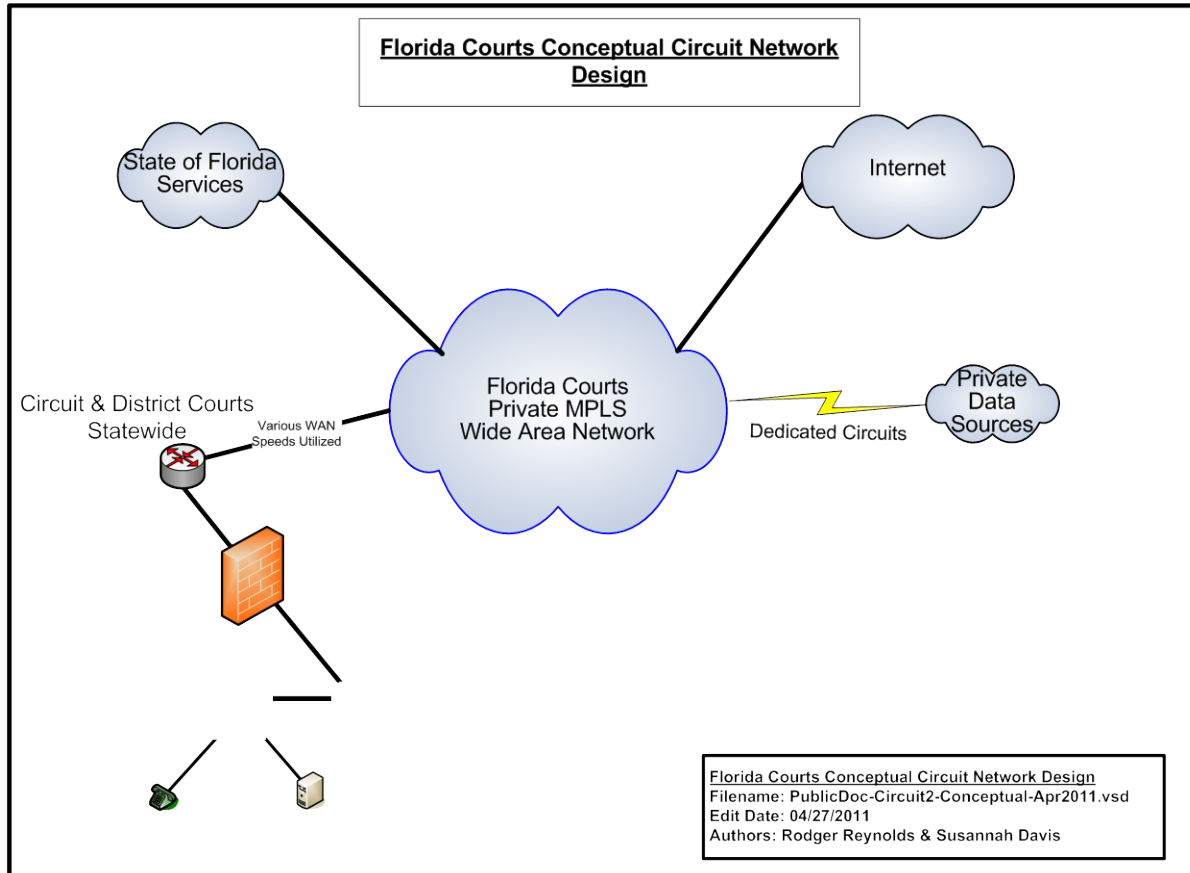 Florida Courts Conceptual Circuit Network
Design
State of Florida
Services
Internet
Florida Courts
Private MPLS
Wide Area Network
Private
Data
Sources
Dedicated Circuits
Circuit & District Courts
Statewide
Various WAN
Speeds Utilized
Florida Courts Conceptual Circuit Network Design
Filename: PublicDoc-Circuit2-Conceptual-Apr2011.vsd
Edit Date: 04/27/2011
Authors: Rodger Reynolds & Susannah Davis